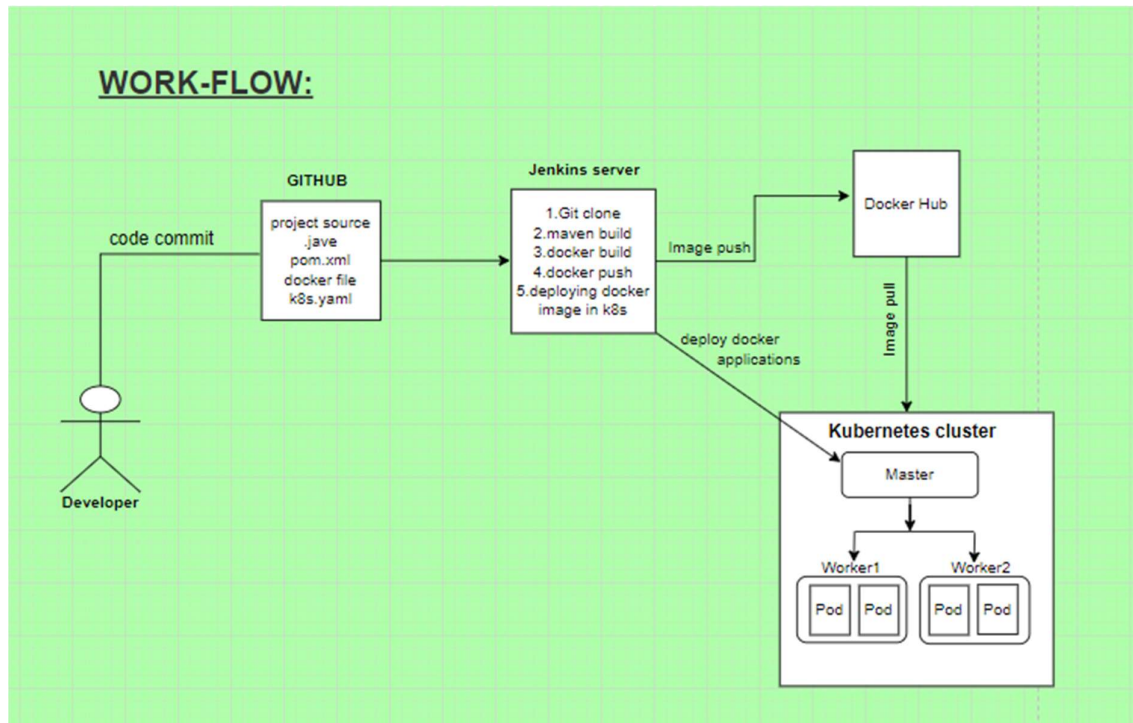 WORK-FLOW:
GITHUB
project source
.jave
pom.xml
docker file
k8s.yaml
code commit
Developer
Jenkins server
1.Git clone
2.maven build
3.docker build
4.docker push
5.deploying docker
image in k8s
Image push
Docker Hub
Image pull
deploy docker
applications
Kubernetes cluster
Master
Worker1
Worker2
Pod
Pod
Pod
Pod